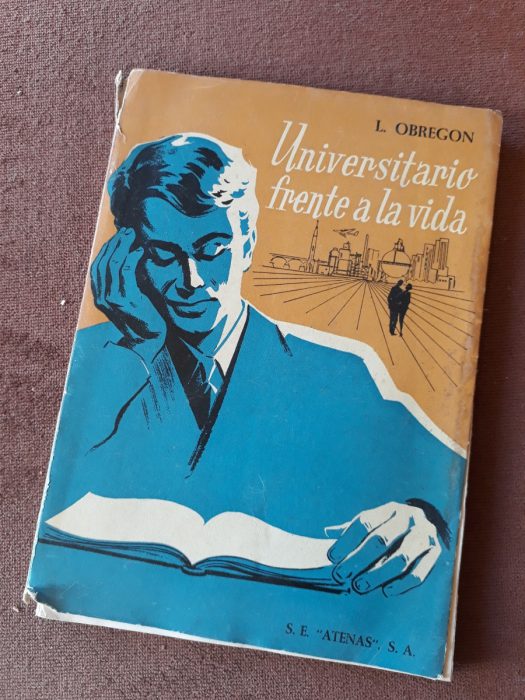 L. OBREGON
Universitario
frente a la vida
S. E. "ATENAS", S. A.